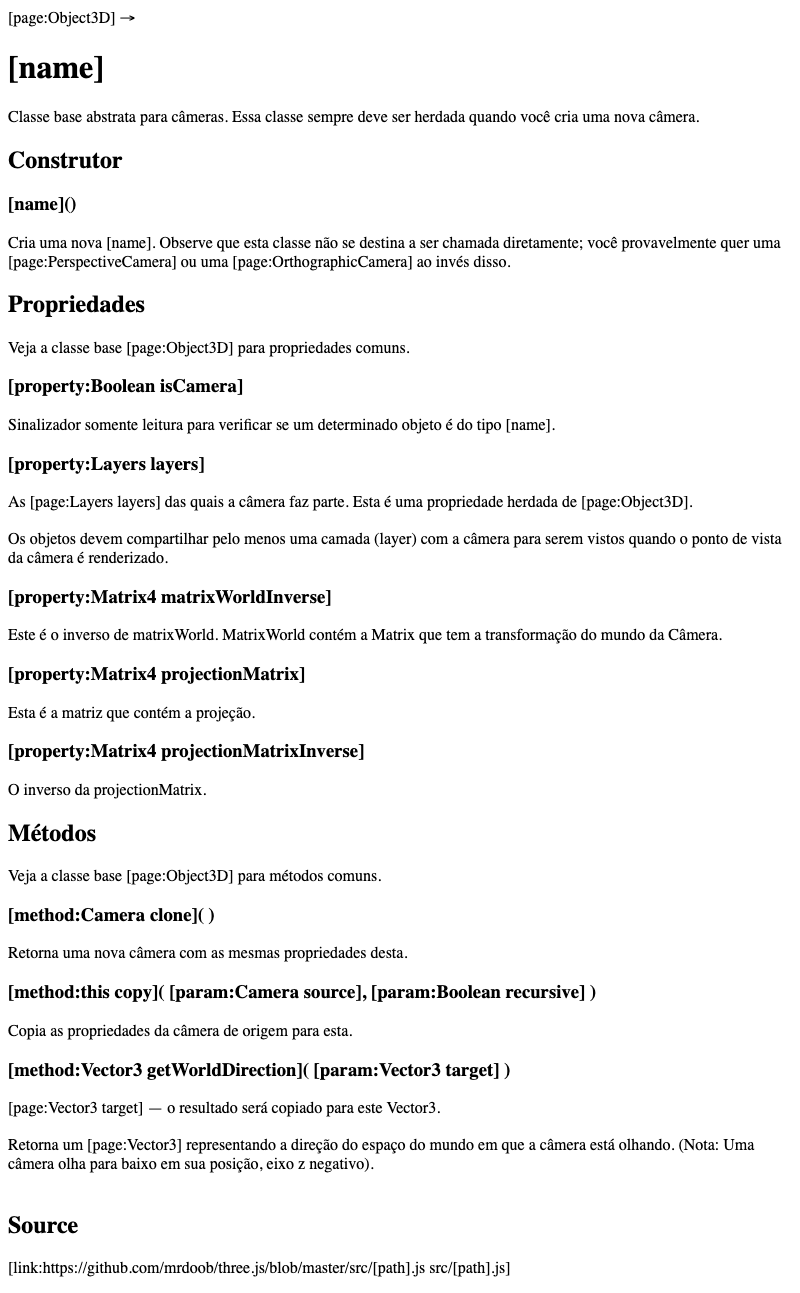 [page:Object3D] →
[name]
Classe base abstrata para câmeras. Essa classe sempre deve ser herdada quando você cria uma nova câmera.
Construtor
[name]()
Cria uma nova [name]. Observe que esta classe não se destina a ser chamada diretamente; você provavelmente quer uma
[page:PerspectiveCamera] ou uma [page:OrthographicCamera] ao invés disso.
Propriedades
Veja a classe base [page:Object3D] para propriedades comuns.
[property:Boolean isCamera]
Sinalizador somente leitura para verificar se um determinado objeto é do tipo [name].
[property:Layers layers]
As [page:Layers layers] das quais a câmera faz parte. Esta é uma propriedade herdada de [page:Object3D].
Os objetos devem compartilhar pelo menos uma camada (layer) com a câmera para serem vistos quando o ponto de vista
da câmera é renderizado.
[property:Matrix4 matrixWorldInverse]
Este é o inverso de matrixWorld. MatrixWorld contém a Matrix que tem a transformação do mundo da Câmera.
[property:Matrix4 projectionMatrix]
Esta é a matriz que contém a projeção.
[property:Matrix4 projectionMatrixInverse]
O inverso da projectionMatrix.
Métodos
Veja a classe base [page:Object3D] para métodos comuns.
[method:Camera clone]( )
Retorna uma nova câmera com as mesmas propriedades desta.
[method:this copy]( [param:Camera source], [param:Boolean recursive] )
Copia as propriedades da câmera de origem para esta.
[method:Vector3 getWorldDirection]( [param:Vector3 target] )
[page:Vector3 target] — o resultado será copiado para este Vector3.
Retorna um [page:Vector3] representando a direção do espaço do mundo em que a câmera está olhando. (Nota: Uma
câmera olha para baixo em sua posição, eixo z negativo).
Source
[link:https://github.com/mrdoob/three.js/blob/master/src/[path].js src/[path].js]